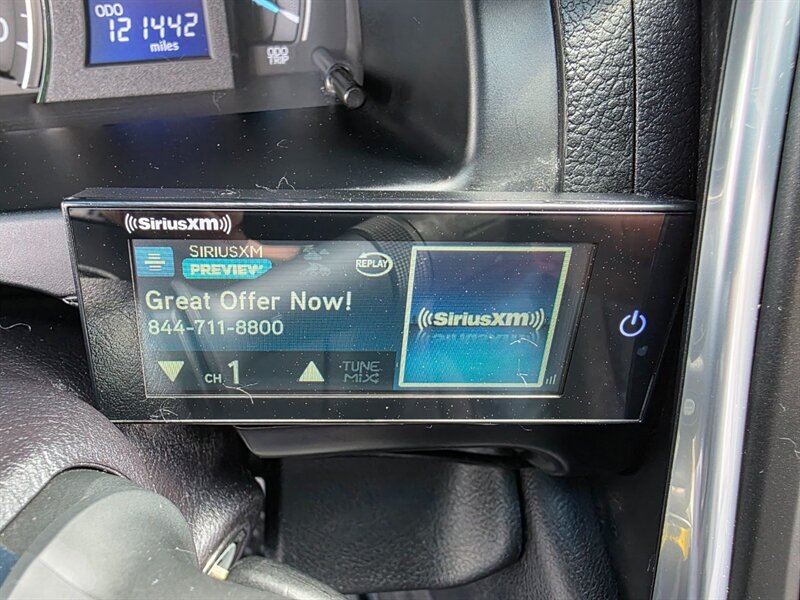 ODO
121442
miles
ODO
TRIP
((SiriusXM))
SIRIUSXM
PREVIEW
REPLAY
Great Offer Now!
844-711-8800
((SiriusXM))
CH 1
TUNE
MIX